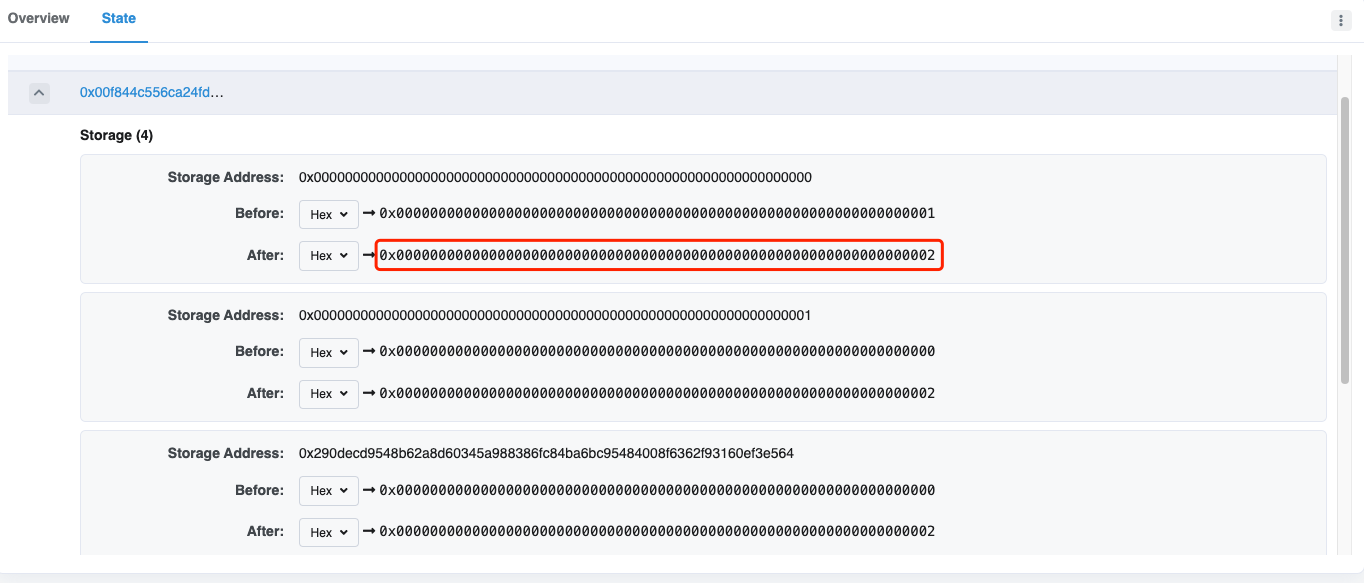 Overview State
0x00f844c556ca24fd...
Storage (4)
Storage Address: 0x0000000000000000000000000000000000000000000000000000000000000000
Before: Hex → 0x0000000000000000000000000000000000000000000000000000000000000001
After: Hex → 0x0000000000000000000000000000000000000000000000000000000000000002
Storage Address: 0x0000000000000000000000000000000000000000000000000000000000000001
Before: Hex → 0x0000000000000000000000000000000000000000000000000000000000000000
After: Hex → 0x0000000000000000000000000000000000000000000000000000000000000002
Storage Address: 0x290decd9548b62a8d60345a988386fc84ba6bc95484008f6362f93160ef3e564
Before: Hex → 0x0000000000000000000000000000000000000000000000000000000000000000
After: Hex → 0x0000000000000000000000000000000000000000000000000000000000000002